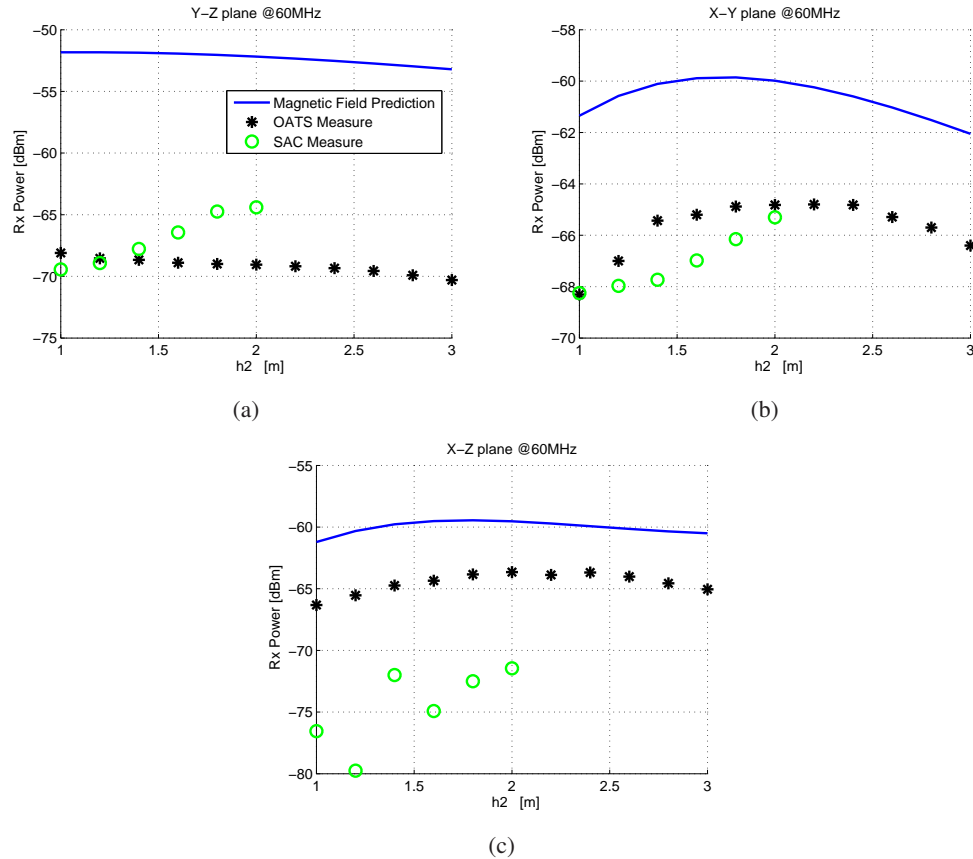 Y−Z plane @60MHz
−50
−55
−60
−65
−70
−75
Rx Power [dBm]
Magnetic Field Prediction
OATS Measure
SAC Measure
1
1.5
2
2.5
3
h2 [m]
(a)
X−Y plane @60MHz
−58
−60
−62
−64
−66
−68
−70
Rx Power [dBm]
1
1.5
2
2.5
3
h2 [m]
(b)
X−Z plane @60MHz
−55
−60
−65
−70
−75
−80
Rx Power [dBm]
1
1.5
2
2.5
3
h2 [m]
(c)